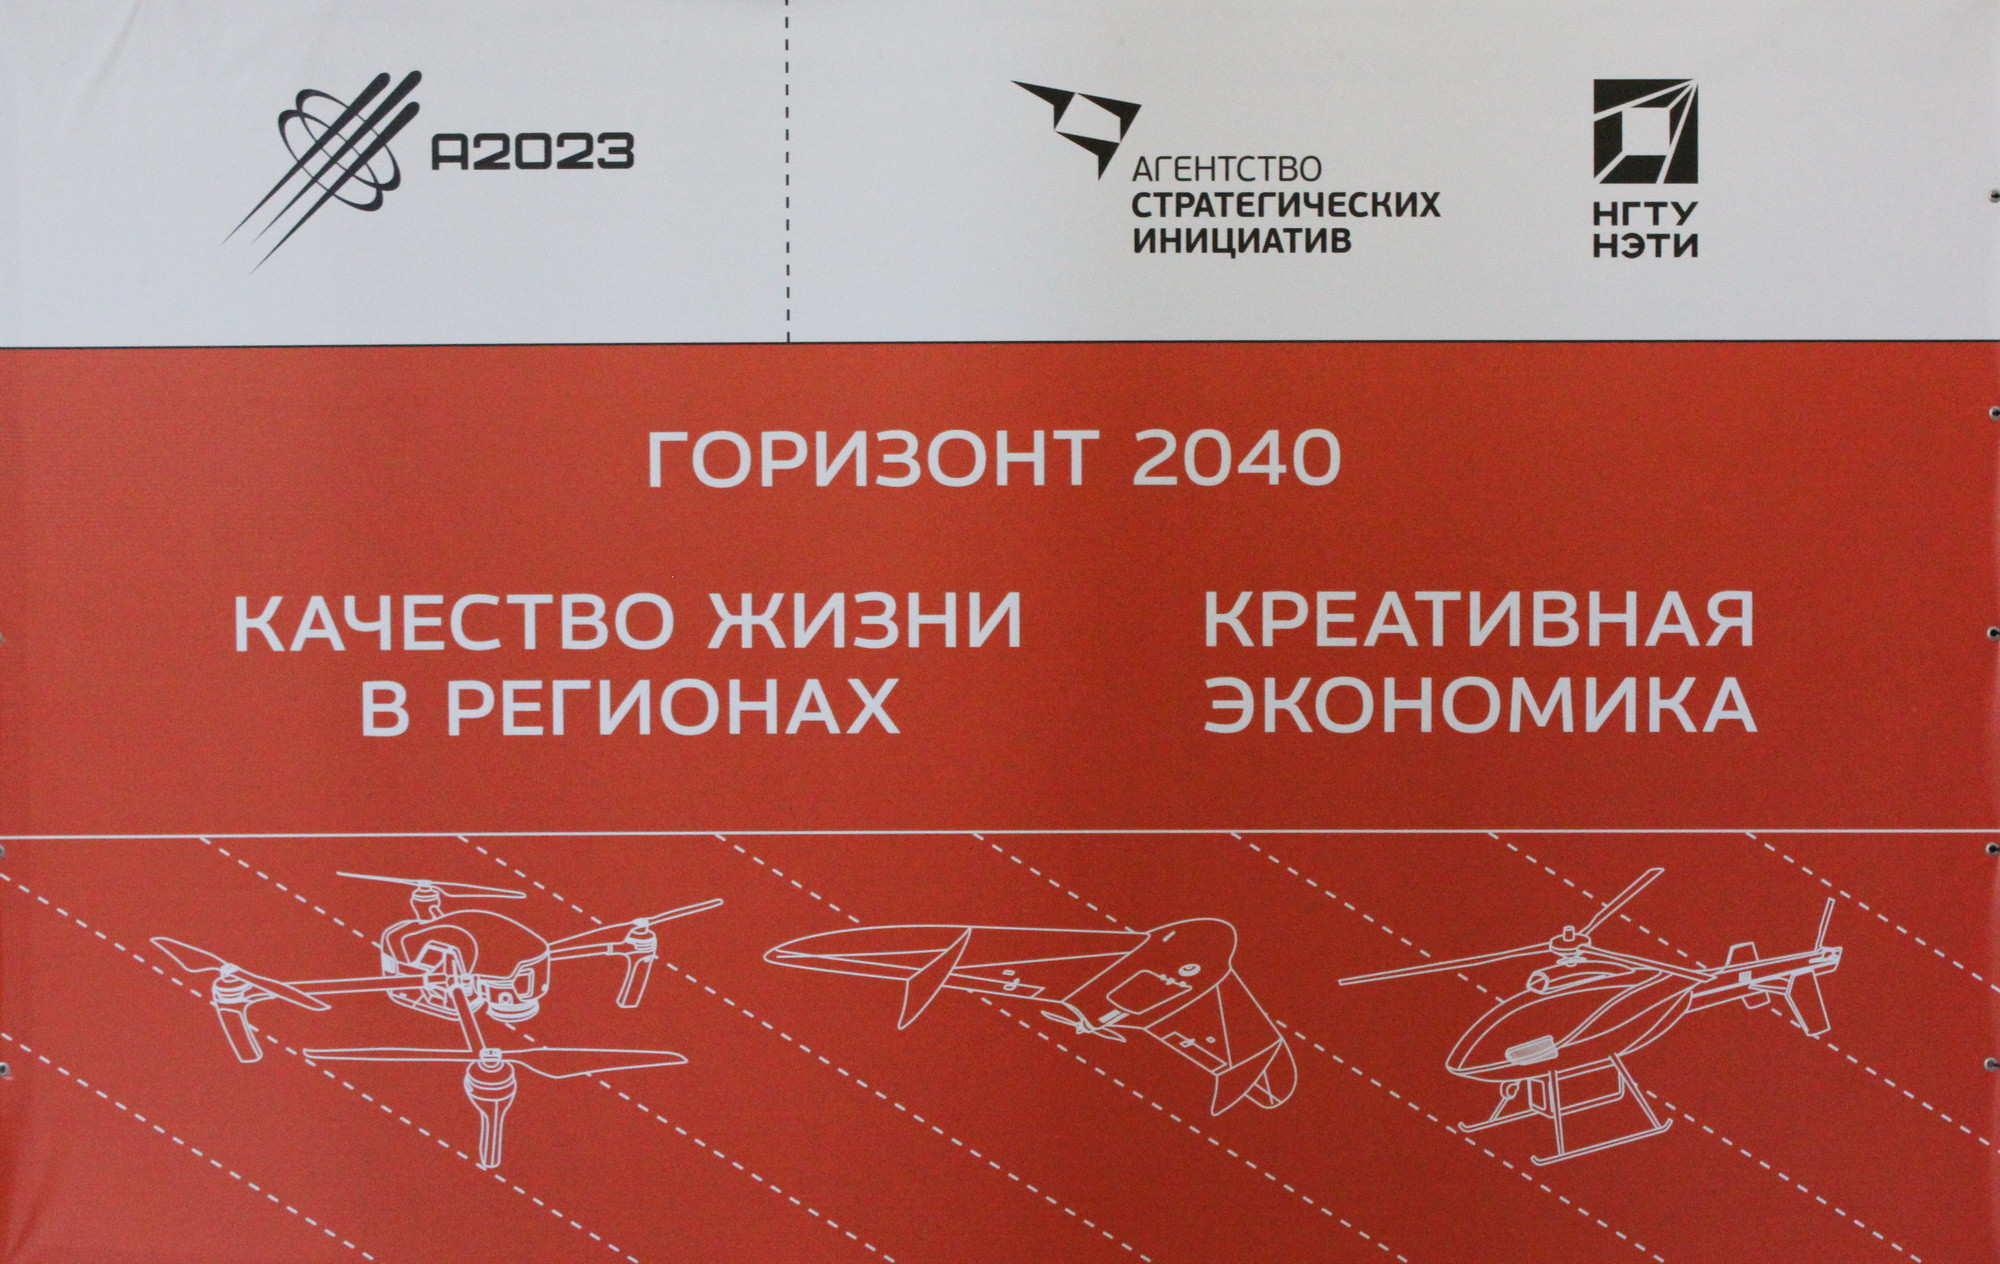 А2023
АГЕНТСТВО
СТРАТЕГИЧЕСКИХ
ИНИЦИАТИВ
НГТУ
НЭТИ
ГОРИЗОНТ 2040
КАЧЕСТВО ЖИЗНИ
В РЕГИОНАХ
КРЕАТИВНАЯ
ЭКОНОМИКА